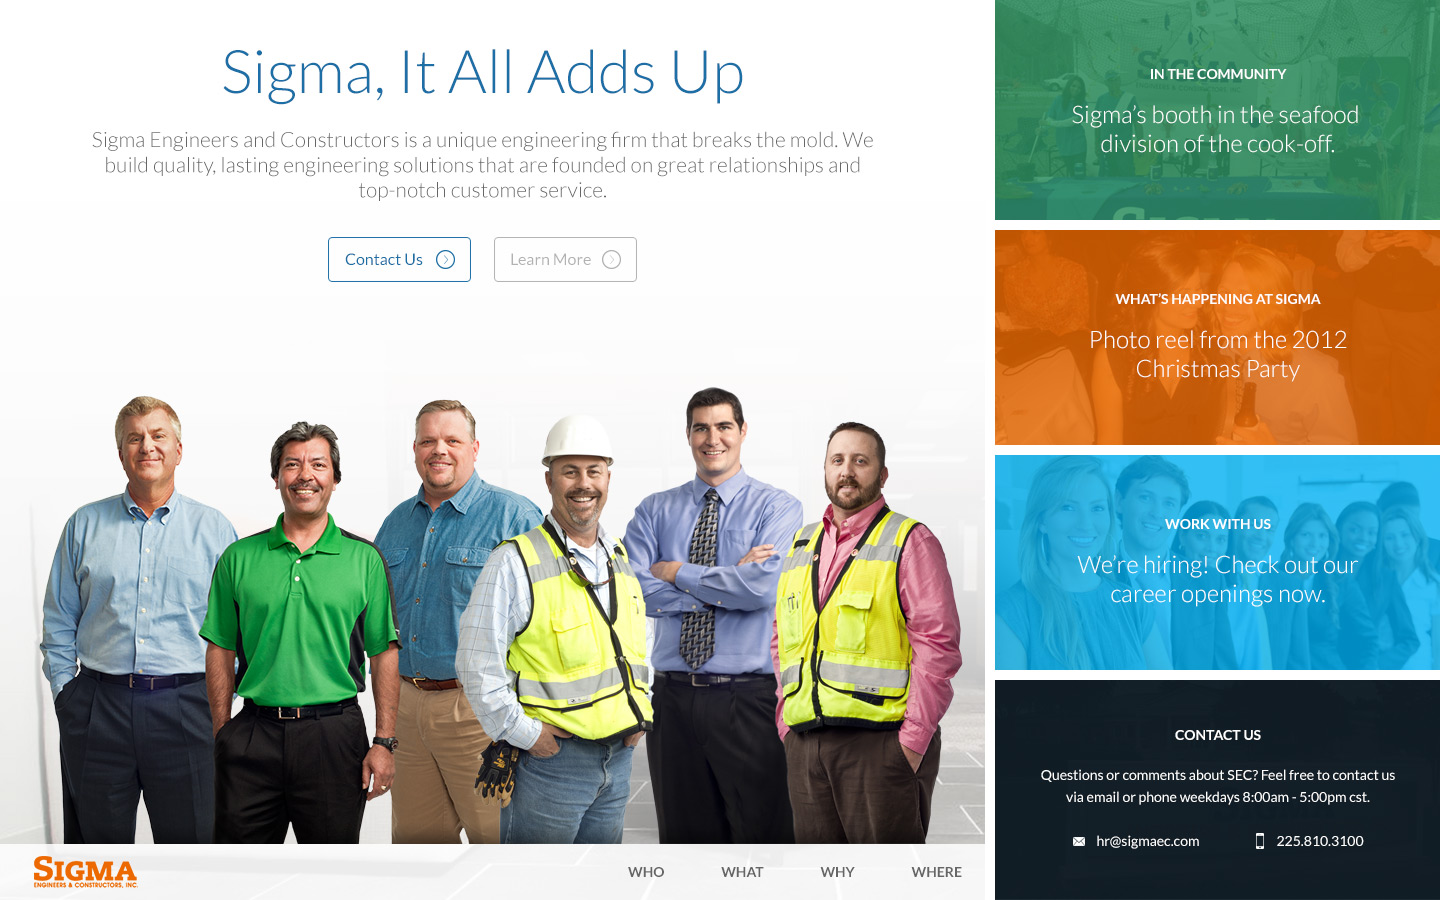 Sigma, It All Adds Up
Sigma Engineers and Constructors is a unique engineering firm that breaks the mold. We
build quality, lasting engineering solutions that are founded on great relationships and
top-notch customer service.
Contact Us
Learn More
SIGMA
ENGINEERS & CONSTRUCTORS, INC.
WHO
WHAT
WHY
WHERE
IN THE COMMUNITY
Sigma’s booth in the seafood
division of the cook-off.
SIGMA
WHAT’S HAPPENING AT SIGMA
Photo reel from the 2012
Christmas Party
WORK WITH US
We’re hiring! Check out our
career openings now.
CONTACT US
Questions or comments about SEC? Feel free to contact us
via email or phone weekdays 8:00am - 5:00pm cst.
hr@sigmaec.com
225.810.3100